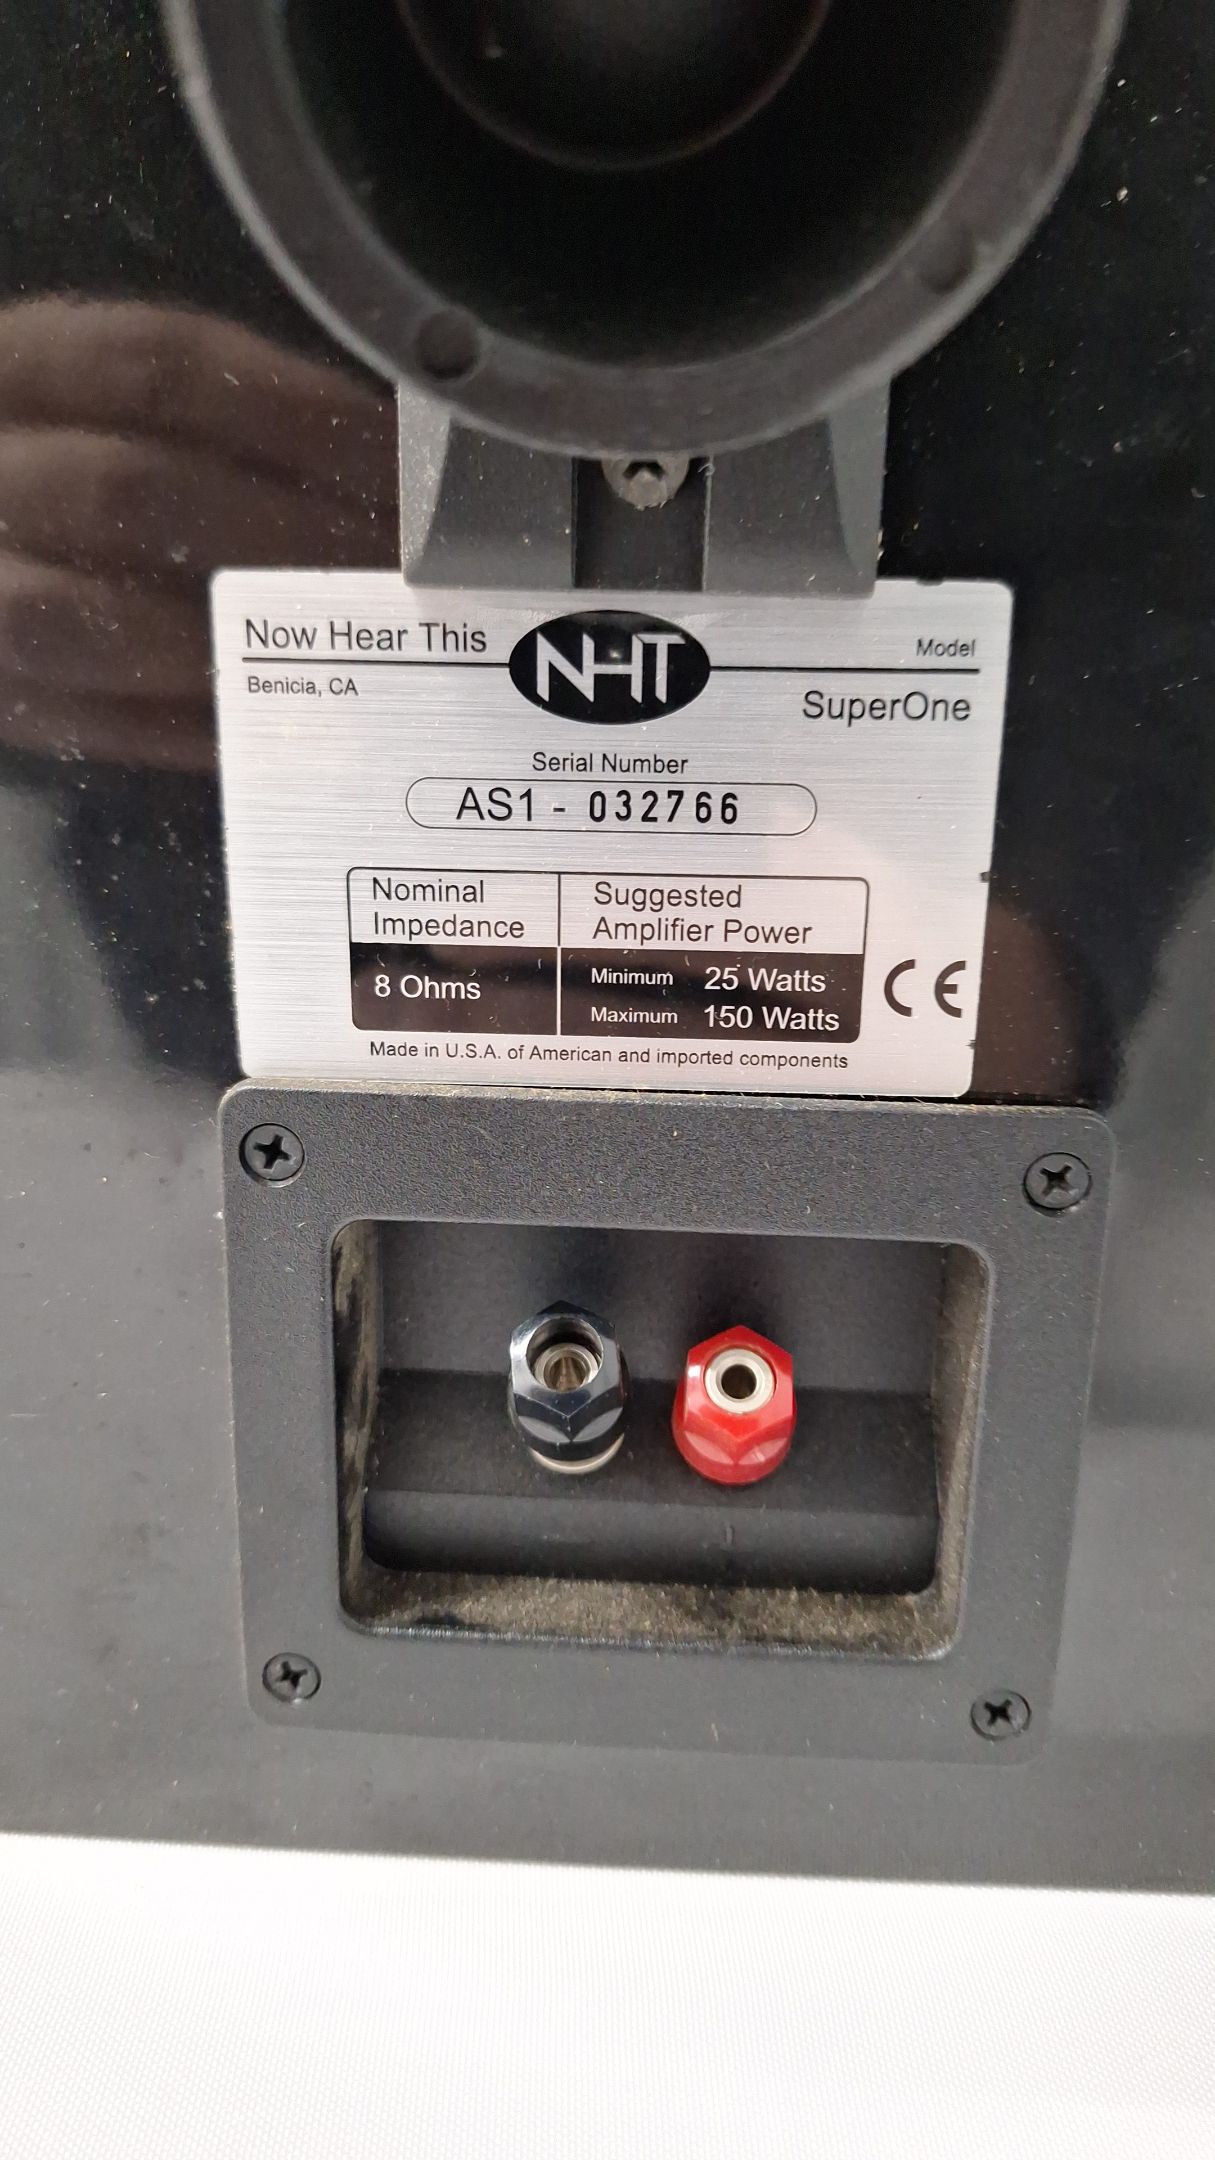 Now Hear This
NHT
Model
Benicia, CA
SuperOne
Serial Number
AS1 - 032766
Nominal
Impedance
Suggested
Amplifier Power
8 Ohms
Minimum 25 Watts
Maximum 150 Watts
CE
Made in U.S.A. of American and imported components